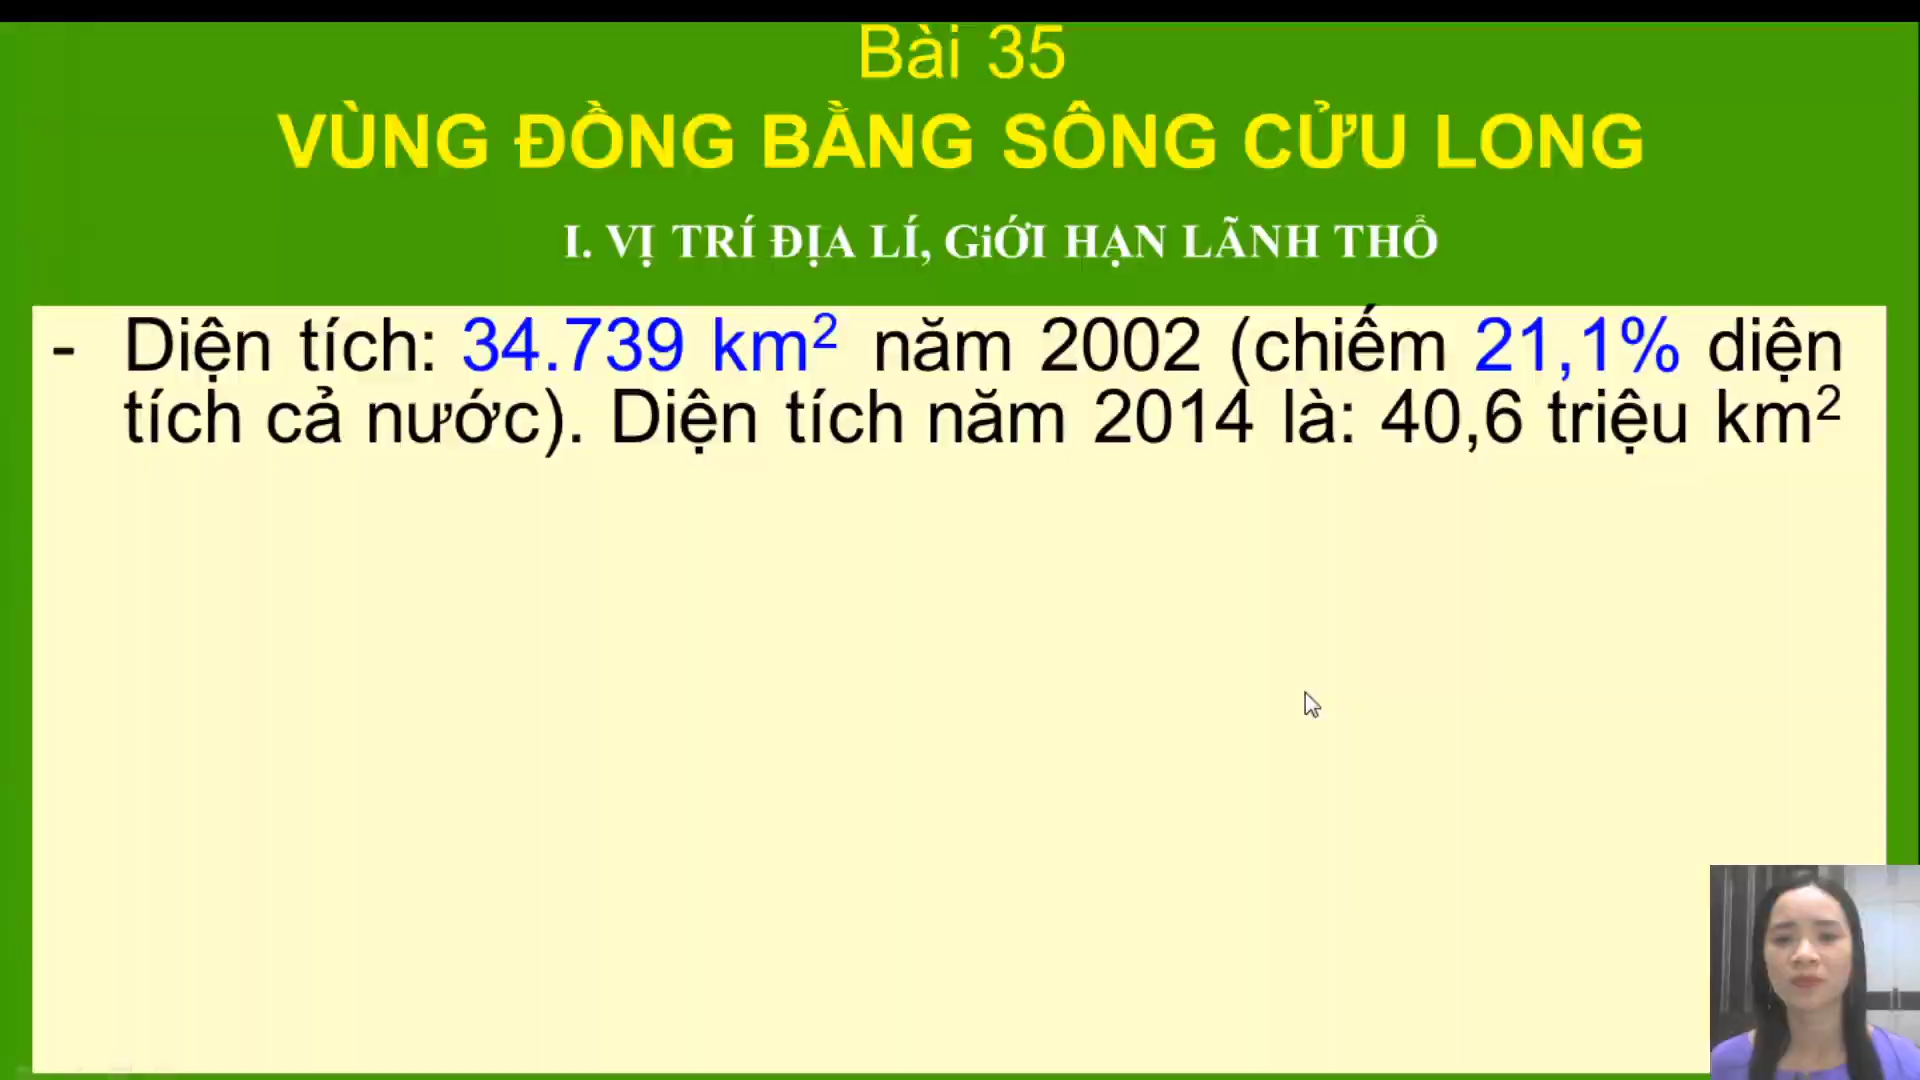 Bài 35
VÙNG ĐỒNG BẰNG SÔNG CỬU LONG
I. VỊ TRÍ ĐỊA LÍ, GiỚI HẠN LÃNH THỔ
- Diện tích: 34.739 km² năm 2002 (chiếm 21,1% diện
tích cả nước). Diện tích năm 2014 là: 40,6 triệu km²